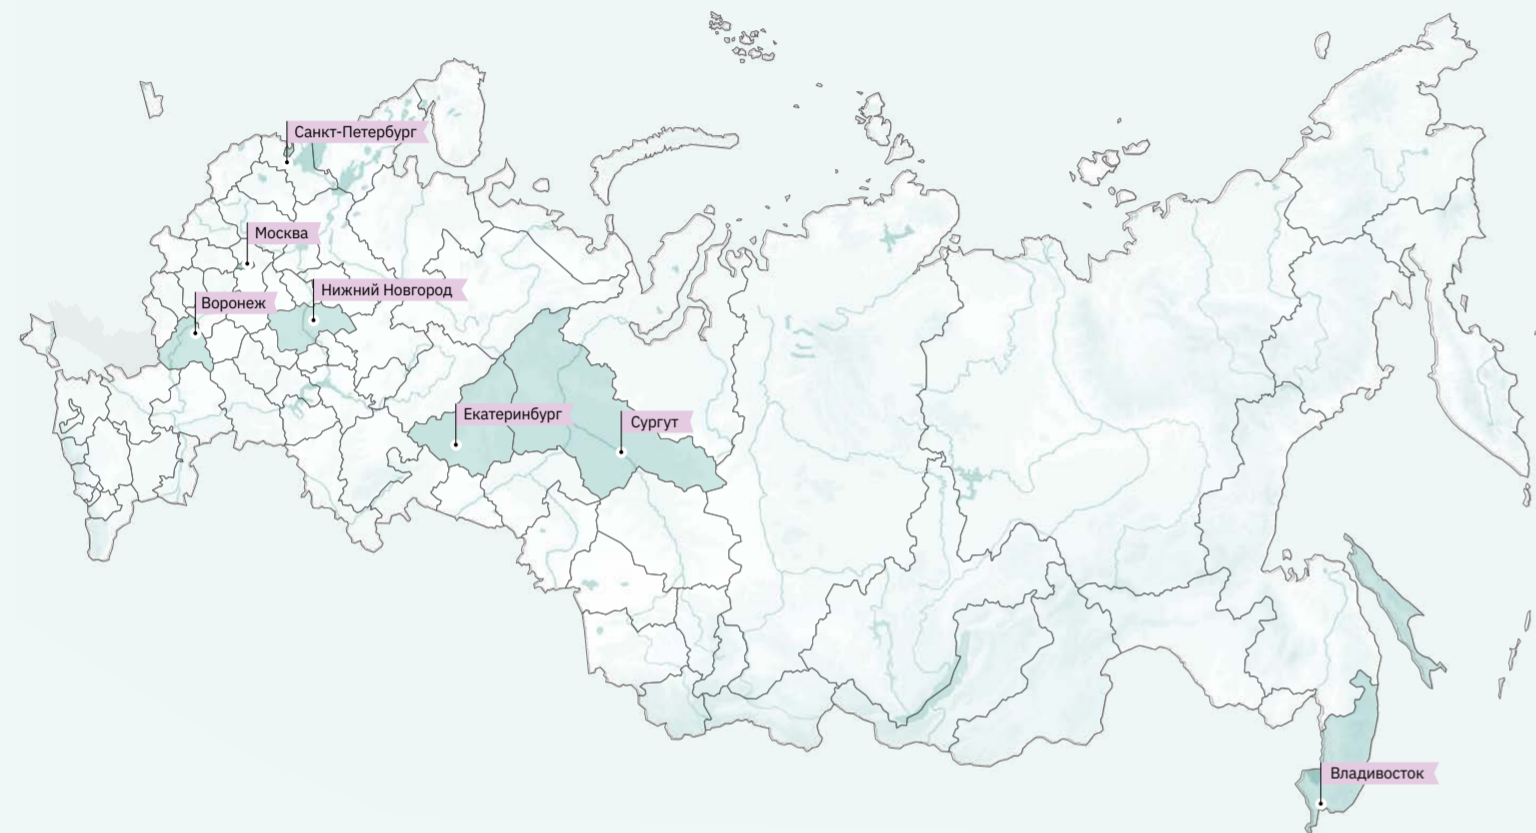 Санкт-Петербург
Москва
Нижний Новгород
Воронеж
Екатеринбург
Сургут
Владивосток